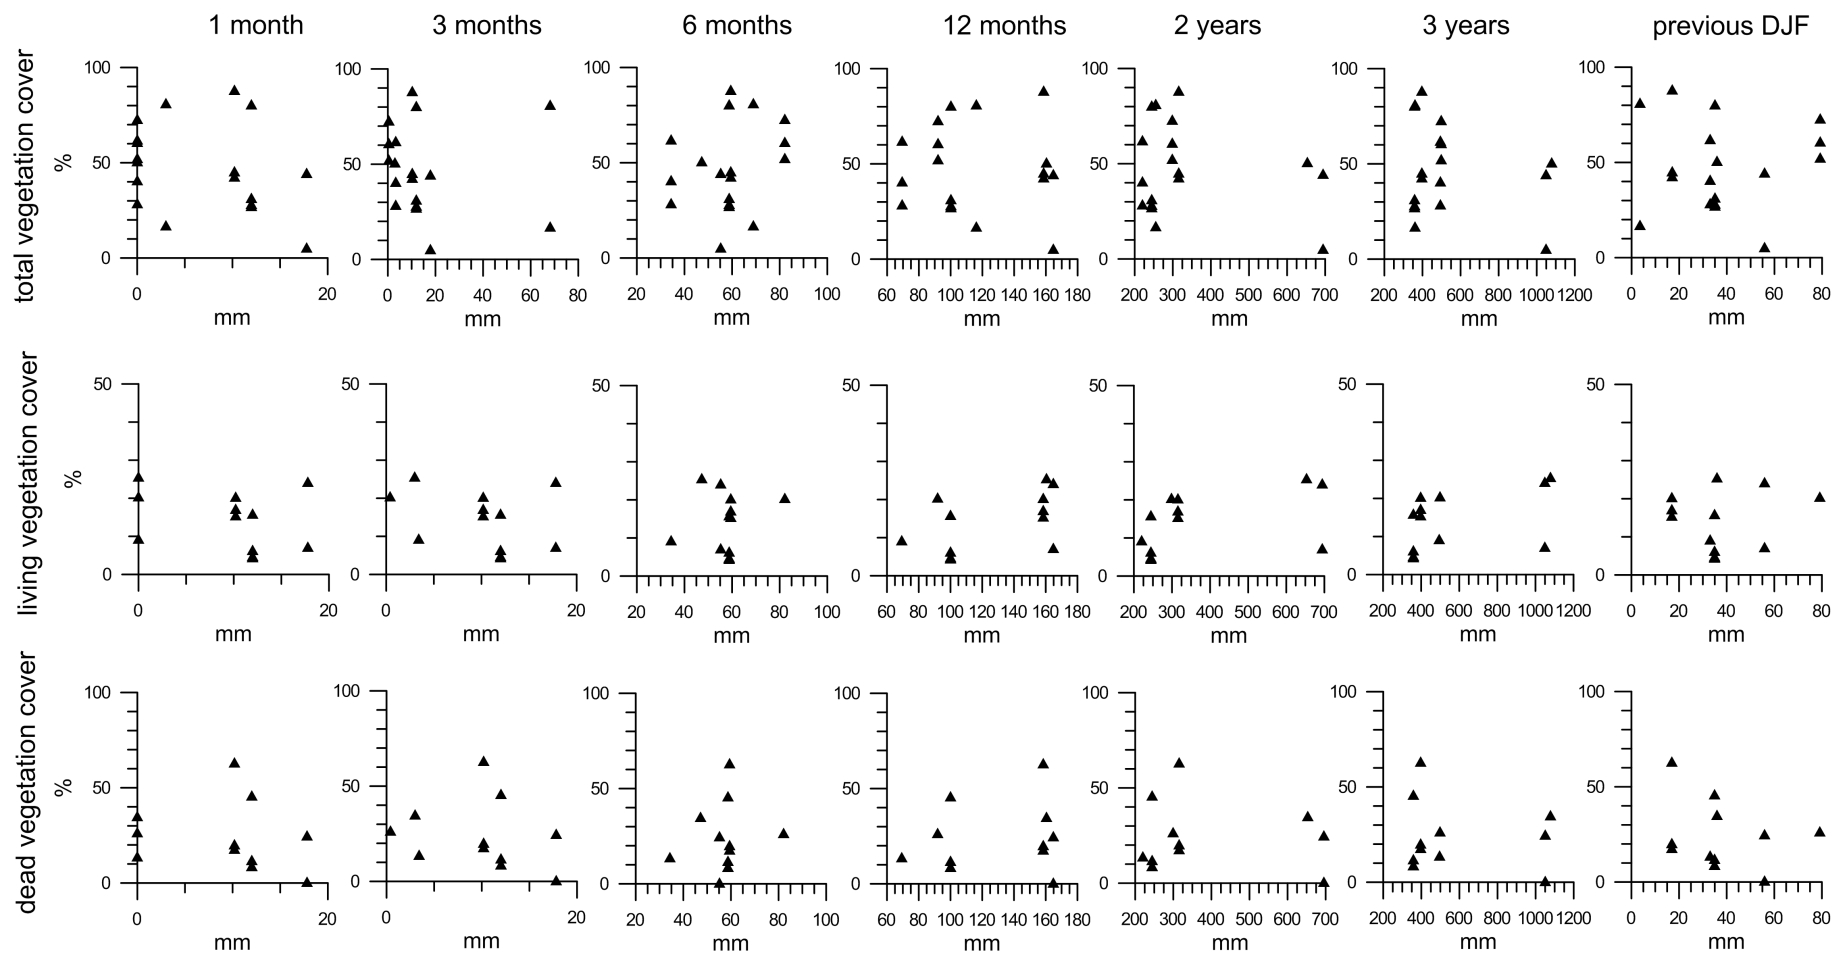 1 month 3 months 6 months 12 months 2 years 3 years previous DJF
total vegetation cover
%
100 100 100 100 100 100 100
50 50 50 50 50 50 50
0 0 0 0 0 0 0
0 20 0 20 40 60 80 20 40 60 80 100 60 80 100 120 140 160 180 200 300 400 500 600 700 200 400 600 800 1000 1200 0 20 40 60 80
mm mm mm mm mm mm mm
living vegetation cover
%
50 50 50 50 50 50 50
0 0 0 0 0 0 0
0 20 0 20 20 40 60 80 100 60 80 100 120 140 160 180 200 300 400 500 600 700 200 400 600 800 1000 1200 0 20 40 60 80
mm mm mm mm mm mm mm
dead vegetation cover
%
100 100 100 100 100 100 100
50 50 50 50 50 50 50
0 0 0 0 0 0 0
0 20 0 20 20 40 60 80 100 60 80 100 120 140 160 180 200 300 400 500 600 700 200 400 600 800 1000 1200 0 20 40 60 80
mm mm mm mm mm mm mm